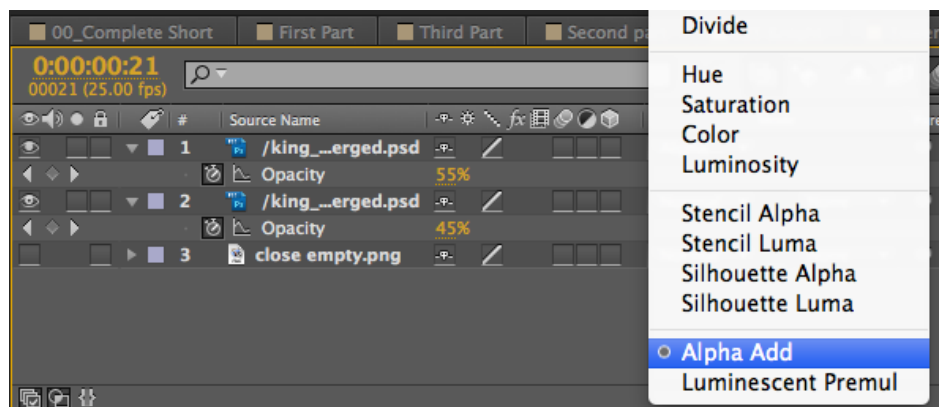 00_Complete Short First Part Third Part Second pa
0:00:00:21
00021 (25.00 fps)
# Source Name fx
1 /king_...erged.psd
Opacity 55%
2 /king_...erged.psd
Opacity 45%
3 close empty.png
Divide
Hue
Saturation
Color
Luminosity
Stencil Alpha
Stencil Luma
Silhouette Alpha
Silhouette Luma
Alpha Add
Luminescent Premul